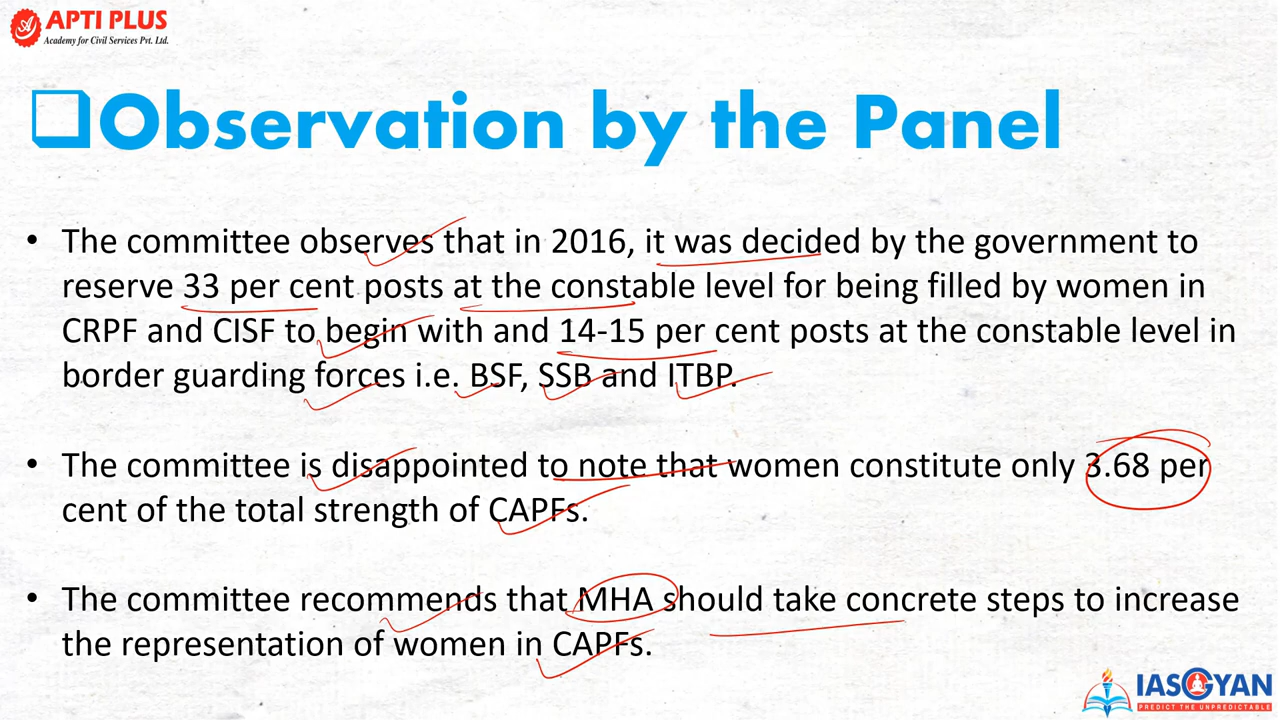 APTI PLUS
Academy for Civil Services Pvt. Ltd.
Observation by the Panel
• The committee observes that in 2016, it was decided by the government to
reserve 33 per cent posts at the constable level for being filled by women in
CRPF and CISF to begin with and 14-15 per cent posts at the constable level in
border guarding forces i.e. BSF, SSB and ITBP.
• The committee is disappointed to note that women constitute only 3.68 per
cent of the total strength of CAPFs.
• The committee recommends that MHA should take concrete steps to increase
the representation of women in CAPFs.
IASGYAN
PREDICT THE UNPREDICTABLE